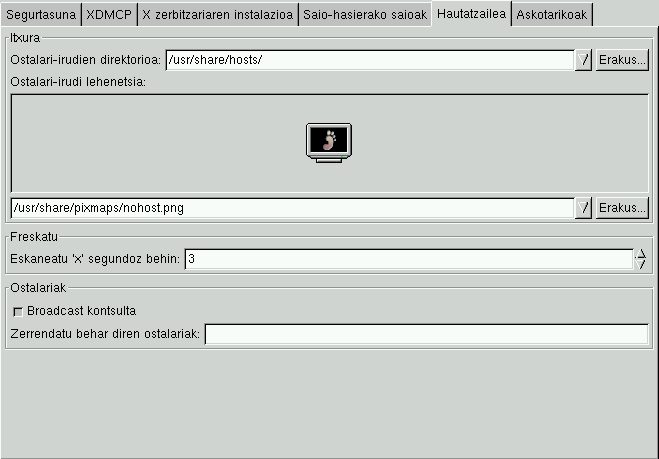 Segurtasuna XDMCP X zerbitzariaren instalazioa Saio-hasierako saioak Hautatzailea Askotarikoak
Itxura
Ostalari-irudien direktorioa: /usr/share/hosts/ Erakus...
Ostalari-irudi lehenetsia:
/usr/share/pixmaps/nohost.png Erakus...
Freskatu
Eskaneatu 'x' segundoz behin: 3
Ostalariak
Broadcast kontsulta
Zerrendatu behar diren ostalariak: